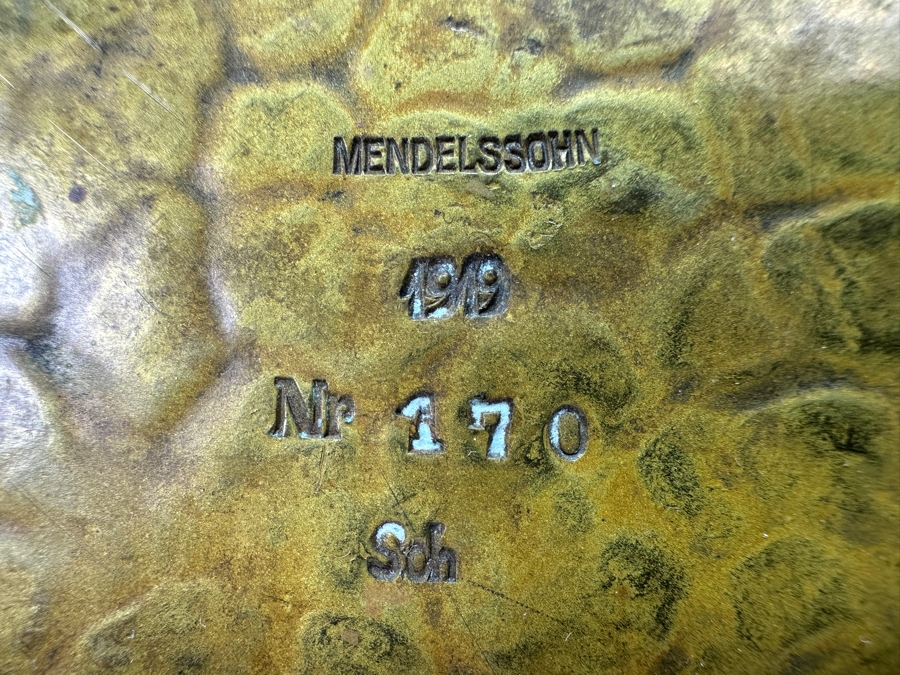 MENDELSSOHN
1919
Nr 170
Sch